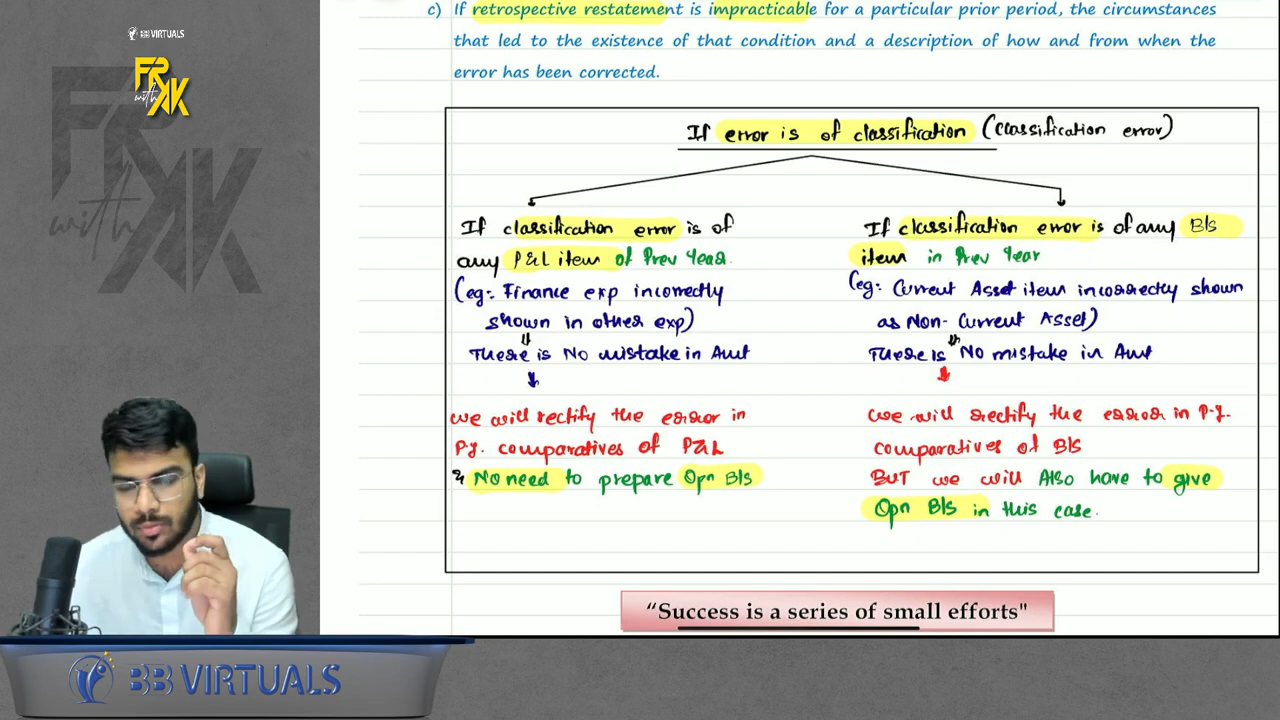 BB VIRTUALS
FR
with
AK
FR
with
AK
c) If retrospective restatement is impracticable for a particular prior period, the circumstances
that led to the existence of that condition and a description of how and from when the
error has been corrected.
If error is of classification (classification error)
If classification error is of
any P&L item of Prev Year.
(eg:- Finance exp incorrectly
shown in other exp)
There is No mistake in Amt
we will rectify the error in
P.Y. comparatives of P&L
& No need to prepare Opn B/s
If classification error is of any B/s
item in Prev Year
(eg: Current Asset item incorrectly shown
as Non-Current Asset)
There is No mistake in Amt
we will rectify the error in P.Y.
comparatives of B/s
BUT we will Also have to give
Opn B/s in this case.
"Success is a series of small efforts"
BB VIRTUALS